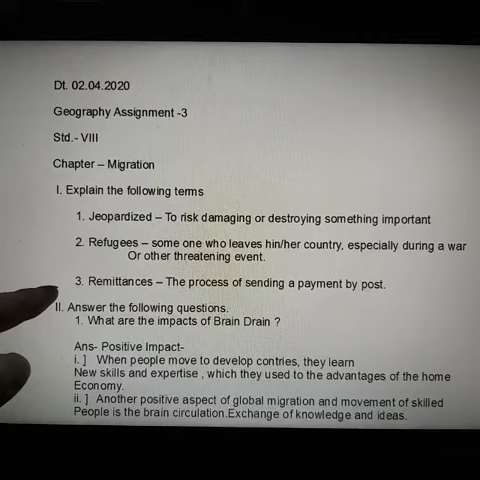 Dt. 02.04.2020
Geography Assignment -3
Std.- VIII
Chapter – Migration
I. Explain the following terms
1. Jeopardized – To risk damaging or destroying something important
2. Refugees – some one who leaves hin/her country, especially during a war
Or other threatening event.
3. Remittances – The process of sending a payment by post.
II. Answer the following questions.
1. What are the impacts of Brain Drain ?
Ans- Positive Impact-
i. ] When people move to develop contries, they learn
New skills and expertise , which they used to the advantages of the home
Economy.
ii. ] Another positive aspect of global migration and movement of skilled
People is the brain circulation.Exchange of knowledge and ideas.